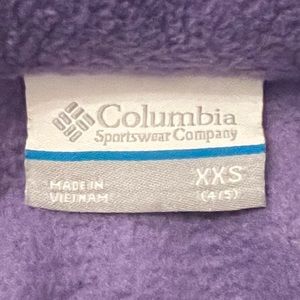 Columbia
Sportswear Company
MADE IN
VIETNAM
XXS
(4/5)